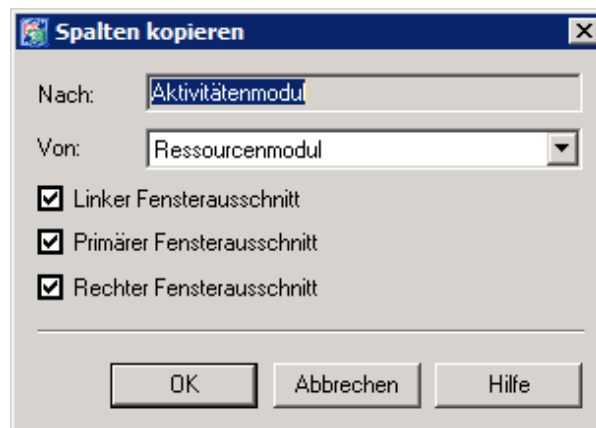 Spalten kopieren
Nach: Aktivitätenmodul
Von: Ressourcenmodul
Linker Fensterausschnitt
Primärer Fensterausschnitt
Rechter Fensterausschnitt
OK Abbrechen Hilfe